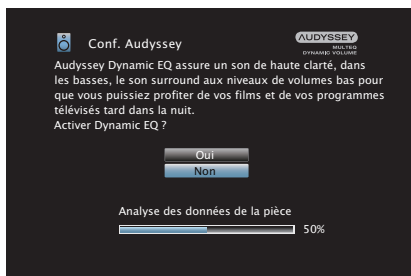 Conf. Audyssey
AUDYSSEY
MULTEQ
DYNAMIC VOLUME
Audyssey Dynamic EQ assure un son de haute clarté, dans
les basses, le son surround aux niveaux de volumes bas pour
que vous puissiez profiter de vos films et de vos programmes
télévisés tard dans la nuit.
Activer Dynamic EQ ?
Oui
Non
Analyse des données de la pièce
50%